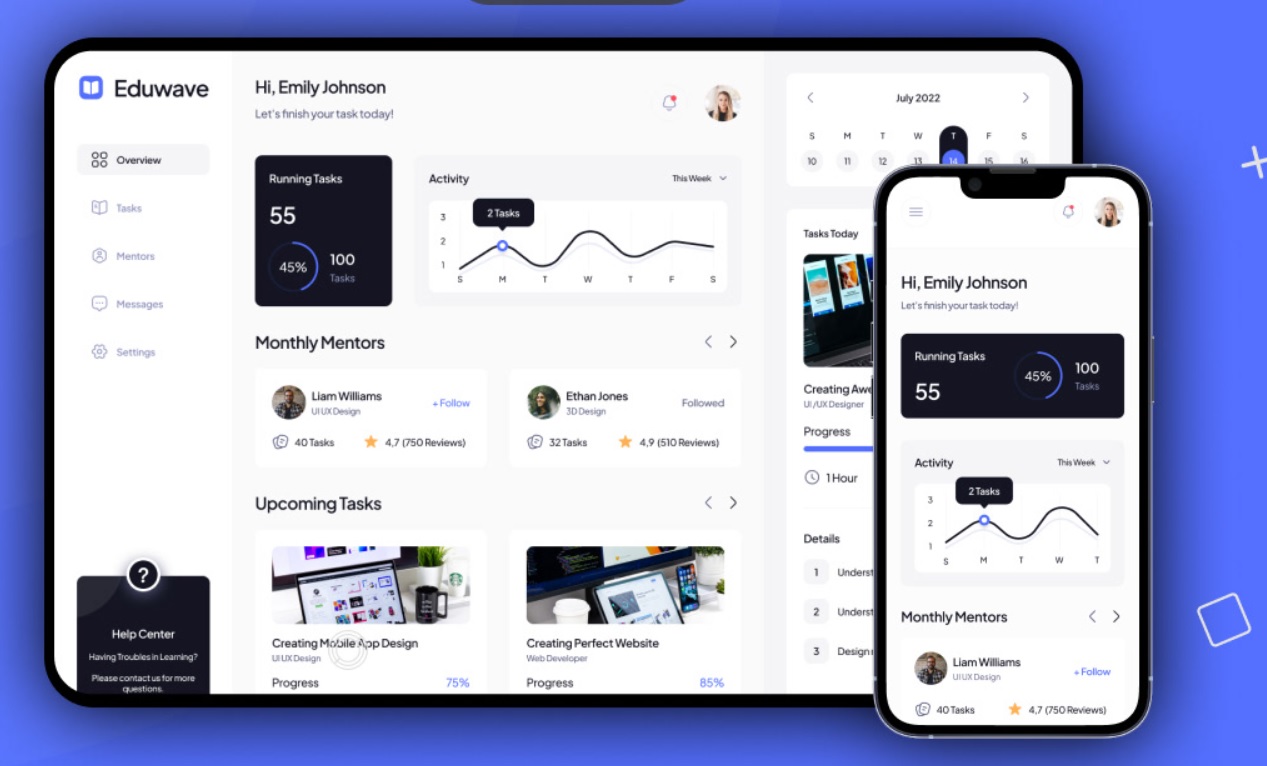 Eduwave
Overview
Tasks
Mentors
Messages
Settings
?
Help Center
Having Troubles in Learning?
Please contact us for more
questions.
Hi, Emily Johnson
Let's finish your task today!
Running Tasks
55
45%
100
Tasks
Activity
This Week
2 Tasks
3
2
1
S M T W T F S
Monthly Mentors
Liam Williams
UI UX Design
+ Follow
40 Tasks
4,7 (750 Reviews)
Ethan Jones
3D Design
Followed
32 Tasks
4,9 (510 Reviews)
Upcoming Tasks
Creating Mobile App Design
UI UX Design
Progress 75%
Creating Perfect Website
Web Developer
Progress 85%
July 2022
S M T W T F S
10 11 12 13 14 15 16
Tasks Today
Creating Awe
UI /UX Designer
Progress
1 Hour
Details
1 Underst
2 Underst
3 Design
Hi, Emily Johnson
Let's finish your task today!
Running Tasks
55
45%
100
Tasks
Activity
This Week
2 Tasks
3
2
1
S M T W T
Monthly Mentors
Liam Williams
UI UX Design
+ Follow
40 Tasks
4,7 (750 Reviews)